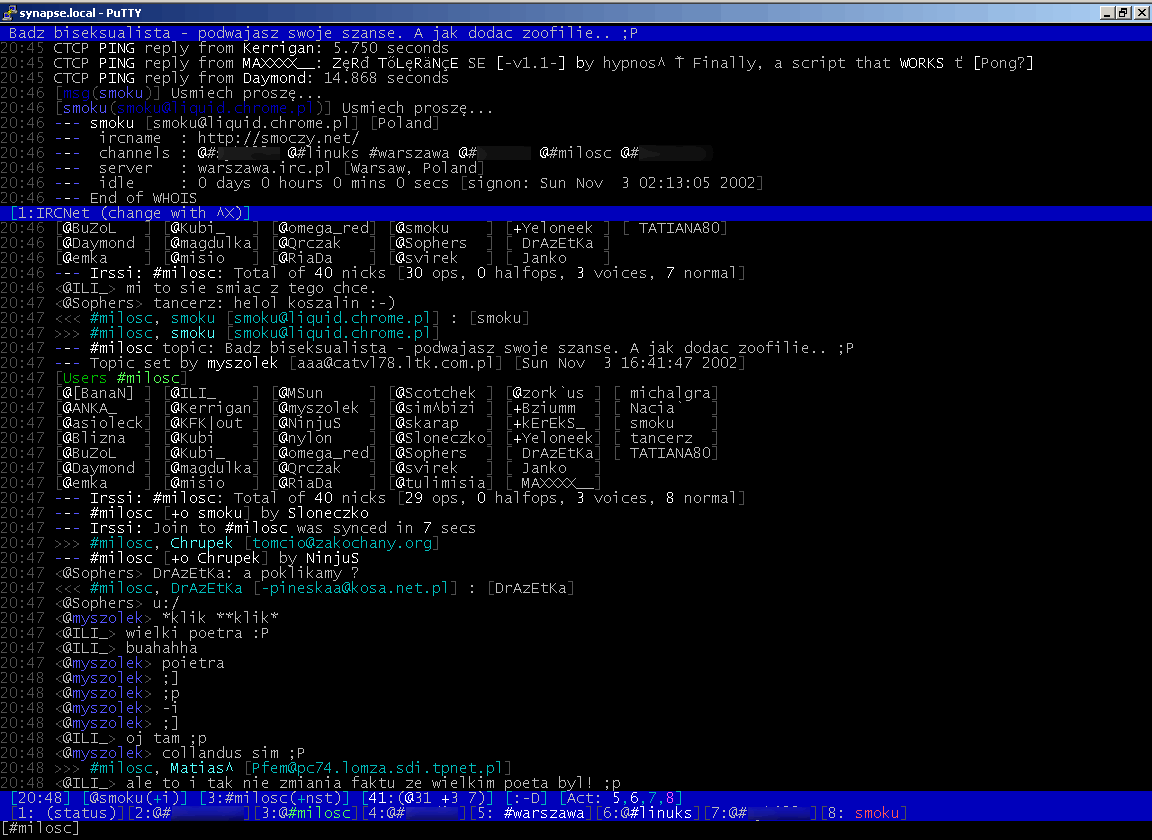 synapse.local - PuTTY
Badz biseksualista - podwajasz swoje szanse. A jak dodac zoofilie.. ;P
20:45 CTCP PING reply from Kerrigan: 5.750 seconds
20:45 CTCP PING reply from MAXXXX__: ZęRđ TöLęRäNçE SE [-v1.1-] by hypnos^ Ť Finally, a script that WORKS ť [Pong?]
20:45 CTCP PING reply from Daymond: 14.868 seconds
20:46 [msg(smoku)] Usmiech proszę...
20:46 [smoku(smoku@liquid.chrome.pl)] Usmiech proszę...
20:46 --- smoku [smoku@liquid.chrome.pl] [Poland]
20:46 ---  ircname  : http://smoczy.net/
20:46 ---  channels : @#: @#linuks #warszawa @# @#milosc @#
20:46 ---  server   : warszawa.irc.pl [Warsaw, Poland]
20:46 ---  idle     : 0 days 0 hours 0 mins 0 secs [signon: Sun Nov  3 02:13:05 2002]
20:46 --- End of WHOIS
[1:IRCNet (change with ^X)]
20:46 [@BuZoL   ] [@Kubi_   ] [@omega_red] [@smoku    ] [+Yeloneek ] [ TATIANA80]
20:46 [@Daymond ] [@magdulka] [@Qrczak   ] [@Sophers  ] [ DrAzEtKa ]
20:46 [@emka    ] [@misio   ] [@RiaDa    ] [@svirek   ] [ Janko    ]
20:46 --- Irssi: #milosc: Total of 40 nicks [30 ops, 0 halfops, 3 voices, 7 normal]
20:46 <@ILI_> mi to sie smiac z tego chce.
20:46 <@Sophers> tancerz: helol koszalin :-)
20:47 <<< #milosc, smoku [smoku@liquid.chrome.pl] : [smoku]
20:47 >>> #milosc, smoku [smoku@liquid.chrome.pl]
20:47 --- #milosc topic: Badz biseksualista - podwajasz swoje szanse. A jak dodac zoofilie.. ;P
20:47 --- Topic set by myszolek [aaa@catv178.ltk.com.pl] [Sun Nov  3 16:41:47 2002]
20:47 [Users #milosc]
20:47 [@[BanaN] ] [@ILI_    ] [@MSun     ] [@Scotchek ] [@zork`us  ] [ michalgra]
20:47 [@ANKA_   ] [@Kerrigan] [@myszolek ] [@sim^bizi ] [+Bziumm   ] [ Nacia`   ]
20:47 [@asioleck] [@KFK|out ] [@NinjuS   ] [@skarap   ] [+kErEkS_  ] [ smoku    ]
20:47 [@Blizna  ] [@Kubi    ] [@nylon    ] [@Sloneczko] [+Yeloneek ] [ tancerz  ]
20:47 [@BuZoL   ] [@Kubi_   ] [@omega_red] [@Sophers  ] [ DrAzEtKa ] [ TATIANA80]
20:47 [@Daymond ] [@magdulka] [@Qrczak   ] [@svirek   ] [ Janko    ]
20:47 [@emka    ] [@misio   ] [@RiaDa    ] [@tulimisia] [ MAXXXX__ ]
20:47 --- Irssi: #milosc: Total of 40 nicks [29 ops, 0 halfops, 3 voices, 8 normal]
20:47 --- #milosc [+o smoku] by Sloneczko
20:47 --- Irssi: Join to #milosc was synced in 7 secs
20:47 >>> #milosc, Chrupek [tomcio@zakochany.org]
20:47 --- #milosc [+o Chrupek] by NinjuS
20:47 <@Sophers> DrAzEtKa: a poklikamy ?
20:47 <<< #milosc, DrAzEtKa [-pineskaa@kosa.net.pl] : [DrAzEtKa]
20:47 <@Sophers> u:/
20:47 <@myszolek> *klik **klik*
20:47 <@ILI_> wielki poetra :P
20:47 <@ILI_> buahahha
20:47 <@myszolek> poietra
20:48 <@myszolek> ;]
20:48 <@myszolek> ;p
20:48 <@myszolek> -i
20:48 <@myszolek> ;]
20:48 <@ILI_> oj tam ;p
20:48 <@myszolek> collandus sim ;P
20:48 >>> #milosc, Matias^ [Pfem@pc74.lomza.sdi.tpnet.pl]
20:48 <@ILI_> ale to i tak nie zmiania faktu ze wielkim poeta byl! ;p
[20:48] [@smoku(+i)] [3:#milosc(+nst)] [41:(@31 +3 7)] [:-D] [Act: 5,6,7,8]
[1: (status)][2:@# ][3:@#milosc][4:@# ][5: #warszawa][6:@#linuks][7:@# ][8: smoku]
[#milosc]